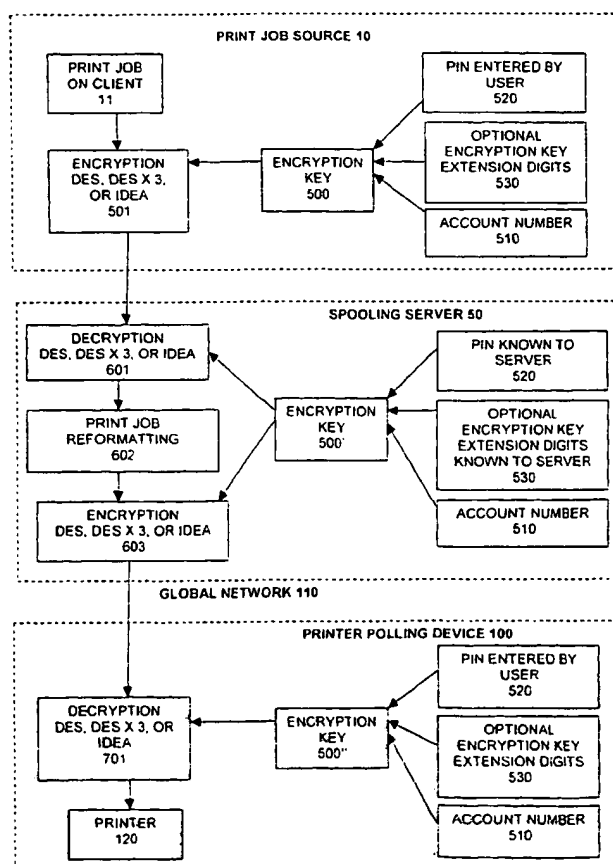 PRINT JOB SOURCE 10
PRINT JOB
ON CLIENT
11
PIN ENTERED BY
USER
520
ENCRYPTION
DES, DES X 3,
OR IDEA
501
ENCRYPTION
KEY
500
OPTIONAL
ENCRYPTION KEY
EXTENSION DIGITS
530
ACCOUNT NUMBER
510
SPOOLING SERVER 50
DECRYPTION
DES, DES X 3, OR IDEA
601
PIN KNOWN TO
SERVER
520
PRINT JOB
REFORMATTING
602
ENCRYPTION
KEY
500'
OPTIONAL
ENCRYPTION KEY
EXTENSION DIGITS
KNOWN TO SERVER
530
ENCRYPTION
DES, DES X 3, OR IDEA
603
ACCOUNT NUMBER
510
GLOBAL NETWORK 110
PRINTER POLLING DEVICE 100
PIN ENTERED BY
USER
520
DECRYPTION
DES, DES X 3, OR
IDEA
701
ENCRYPTION
KEY
500''
OPTIONAL
ENCRYPTION KEY
EXTENSION DIGITS
530
PRINTER
120
ACCOUNT NUMBER
510